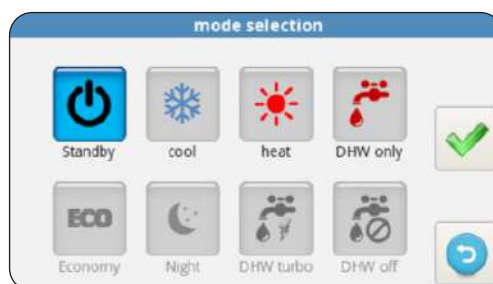 mode selection
Standby cool heat DHW only
ECO
Economy Night DHW turbo DHW off